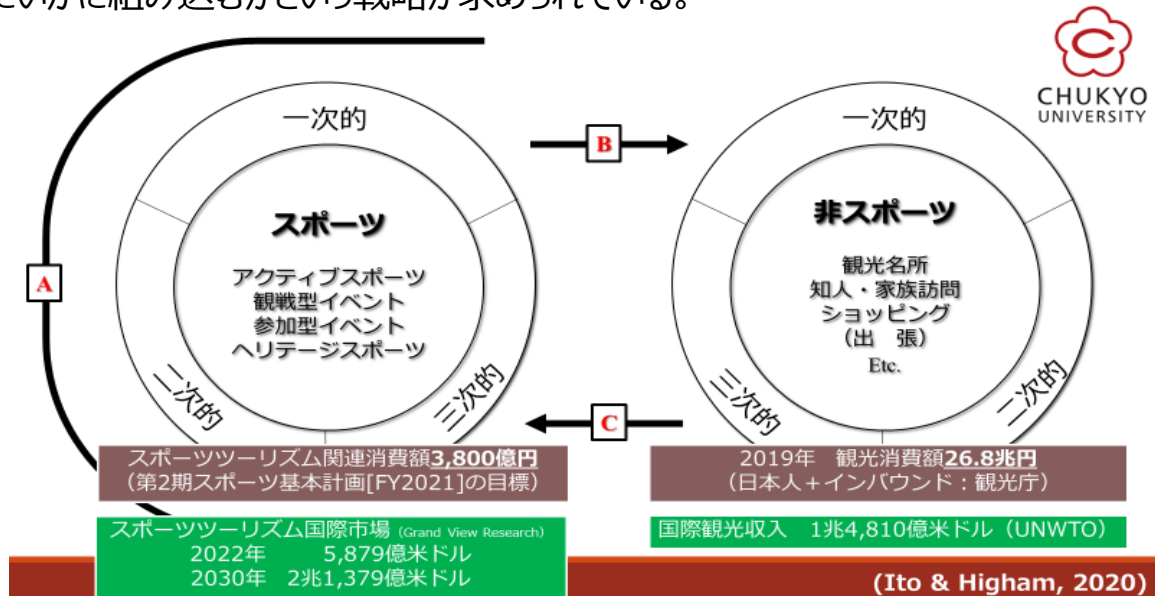 にいかに組み込むかという戦略が求められている。
CHUKYO
UNIVERSITY
A
一次的
二次的
三次的
スポーツ
アクティブスポーツ
観戦型イベント
参加型イベント
ヘリテージスポーツ
B
C
一次的
三次的
二次的
非スポーツ
観光名所
知人・家族訪問
ショッピング
（出　張）
Etc.
スポーツツーリズム関連消費額3,800億円
（第2期スポーツ基本計画[FY2021]の目標）
2019年　観光消費額26.8兆円
（日本人＋インバウンド：観光庁）
スポーツツーリズム国際市場（Grand View Research）
2022年　5,879億米ドル
2030年　2兆1,379億米ドル
国際観光収入　1兆4,810億米ドル（UNWTO）
(Ito & Higham, 2020)